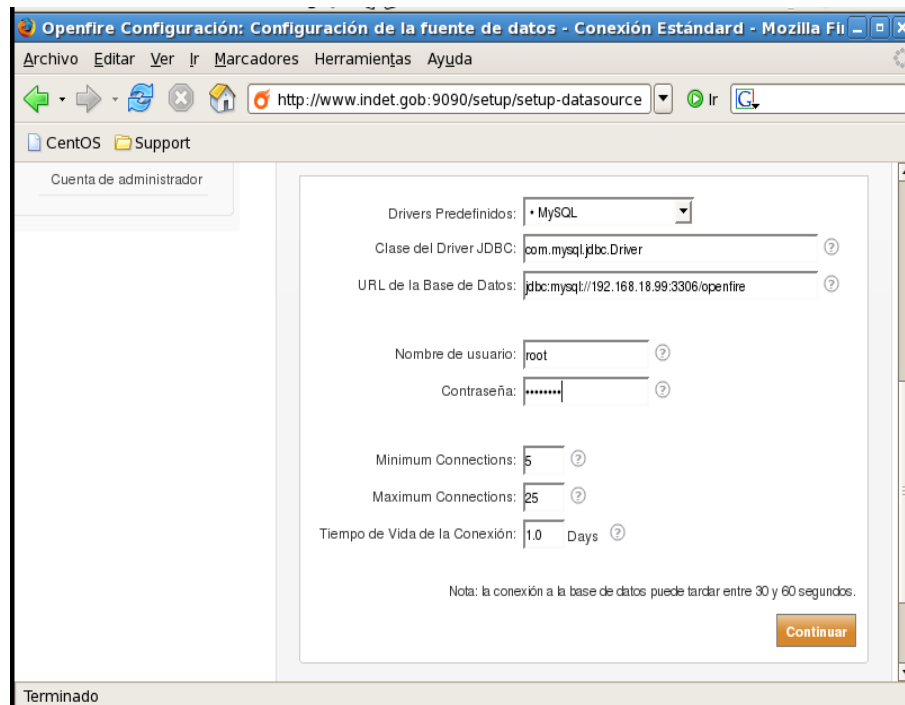 Openfire Configuración: Configuración de la fuente de datos - Conexión Estándard - Mozilla Fi
Archivo Editar Ver Ir Marcadores Herramientas Ayuda
http://www.indet.gob:9090/setup/setup-datasource Ir G
CentOS Support
Cuenta de administrador
Drivers Predefinidos: • MySQL
Clase del Driver JDBC: com.mysql.jdbc.Driver ?
URL de la Base de Datos: jdbc:mysql://192.168.18.99:3306/openfire ?
Nombre de usuario: root ?
Contraseña: •••••••• ?
Minimum Connections: 5 ?
Maximum Connections: 25 ?
Tiempo de Vida de la Conexión: 1.0 Days ?
Nota: la conexión a la base de datos puede tardar entre 30 y 60 segundos.
Continuar
Terminado